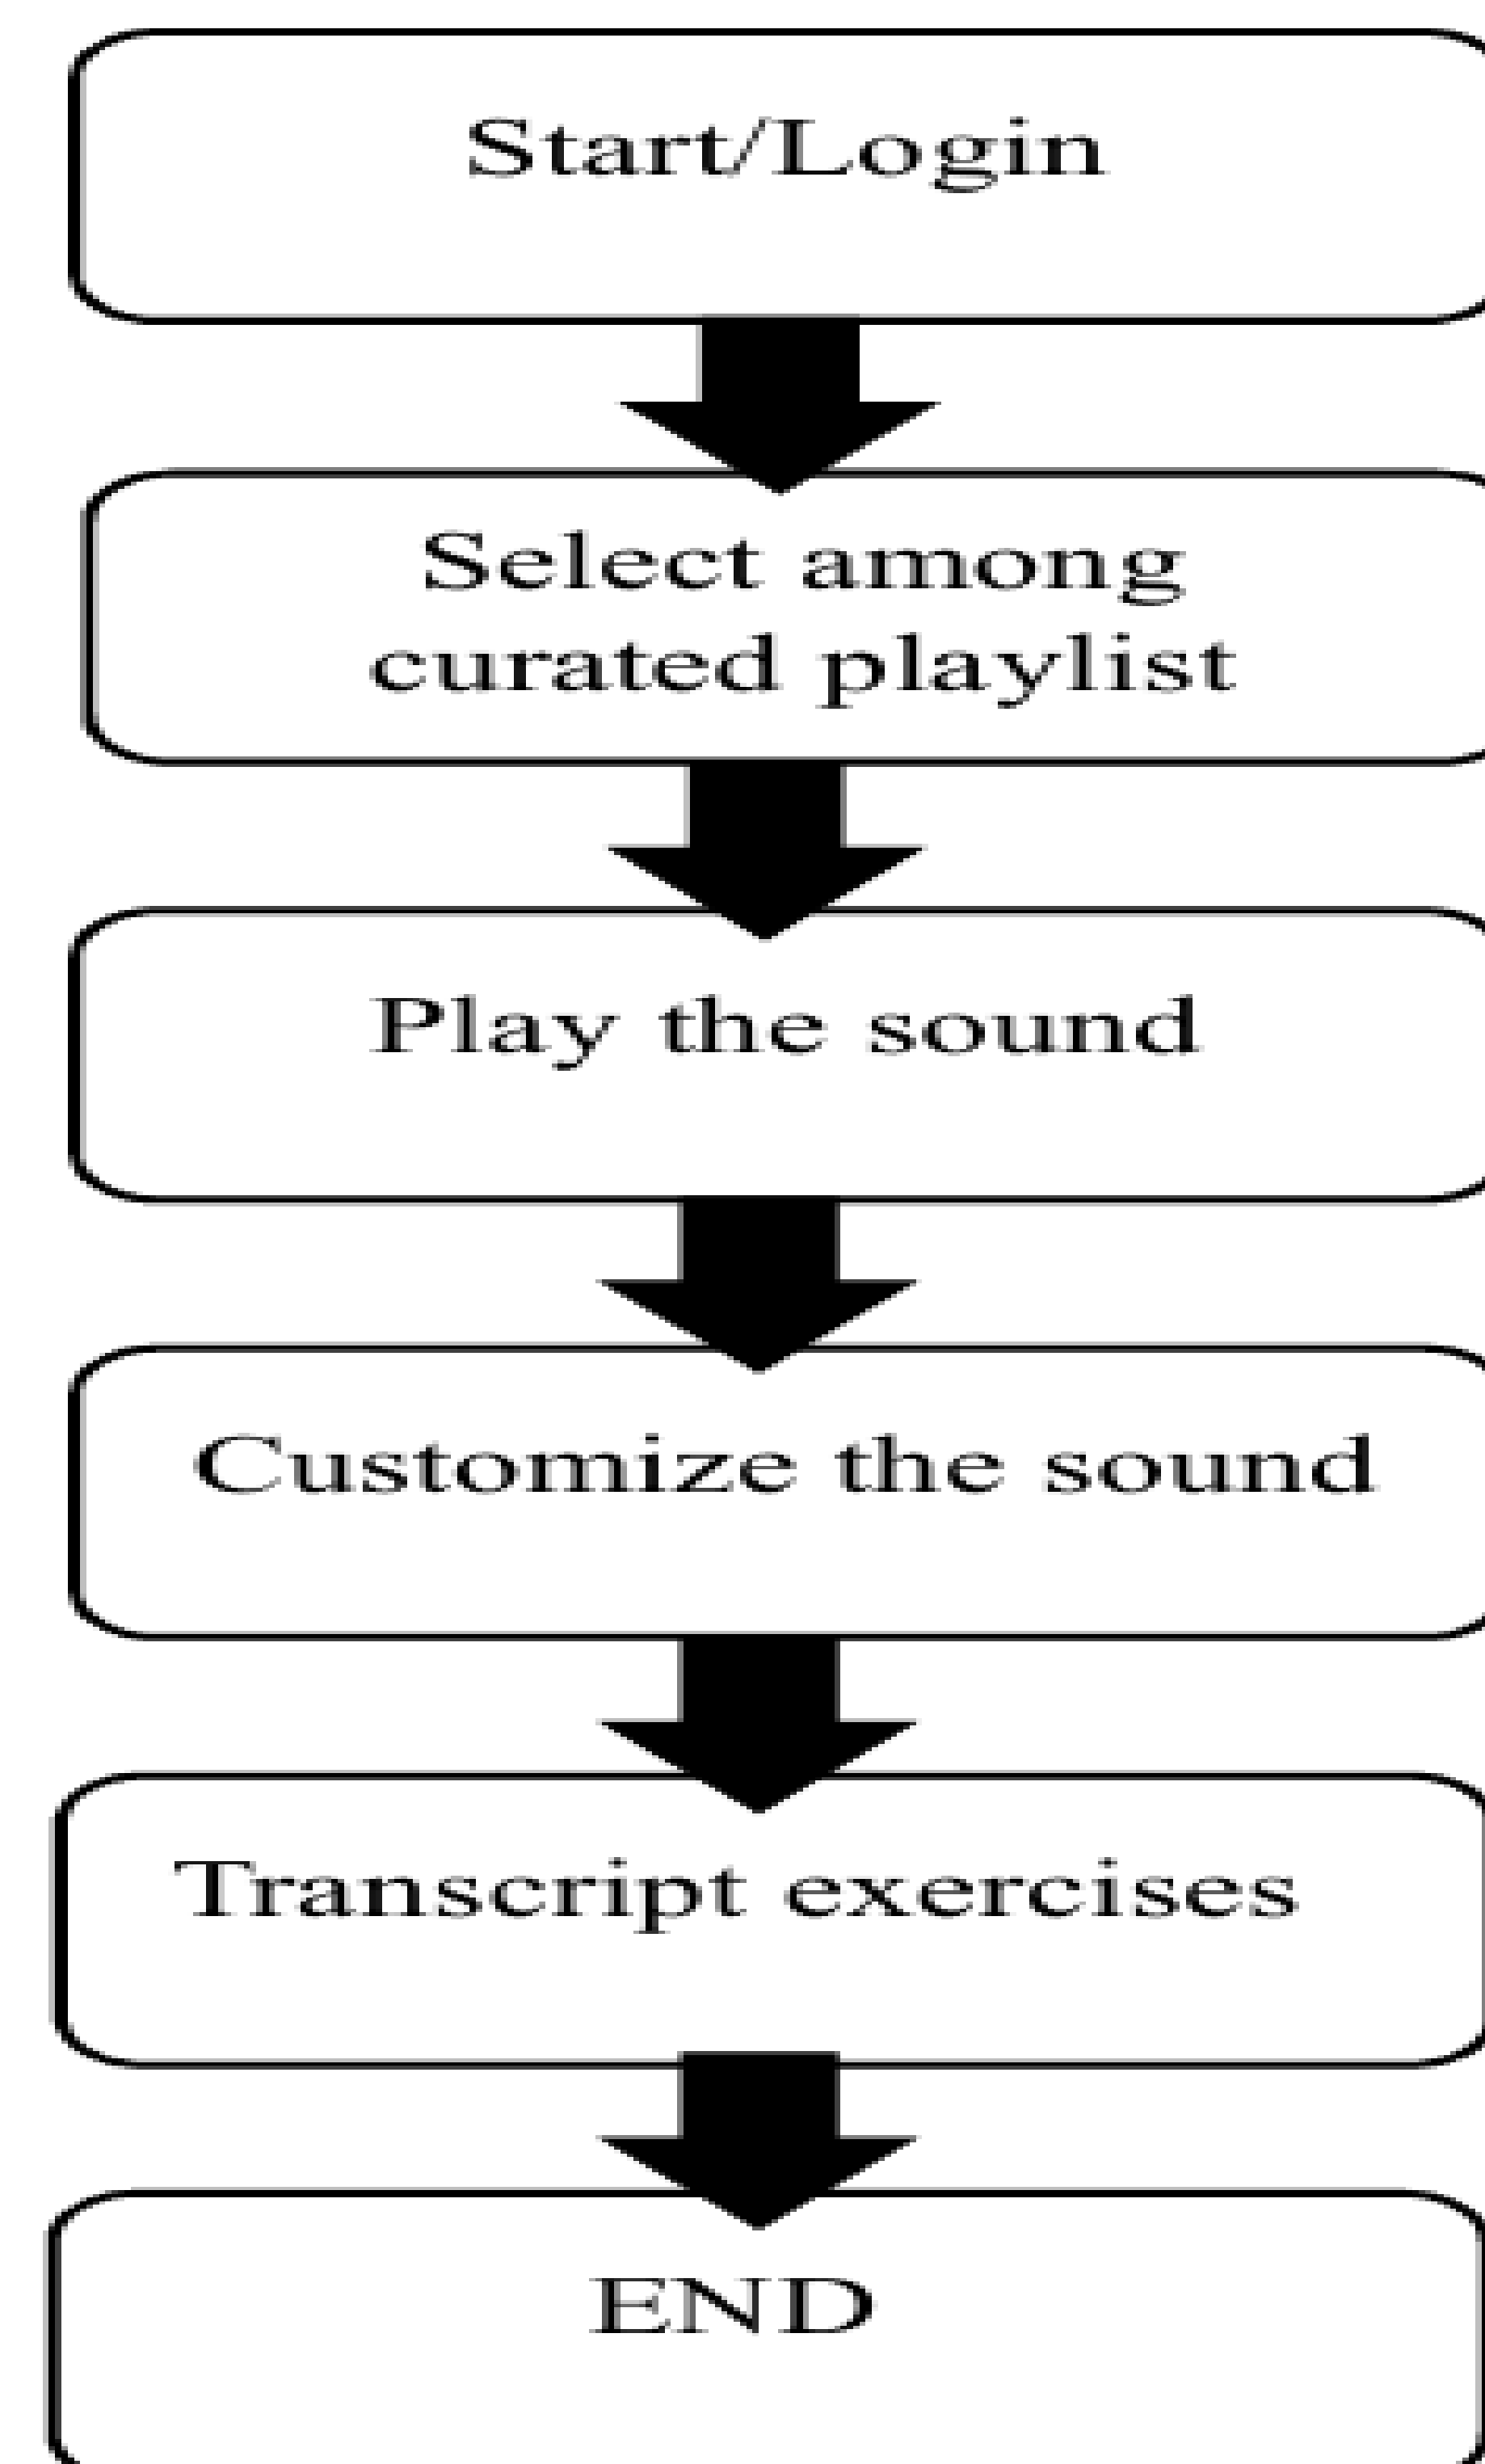 Start/Login
Select among
curated playlist
Play the sound
Customize the sound
Transcript exercises
END